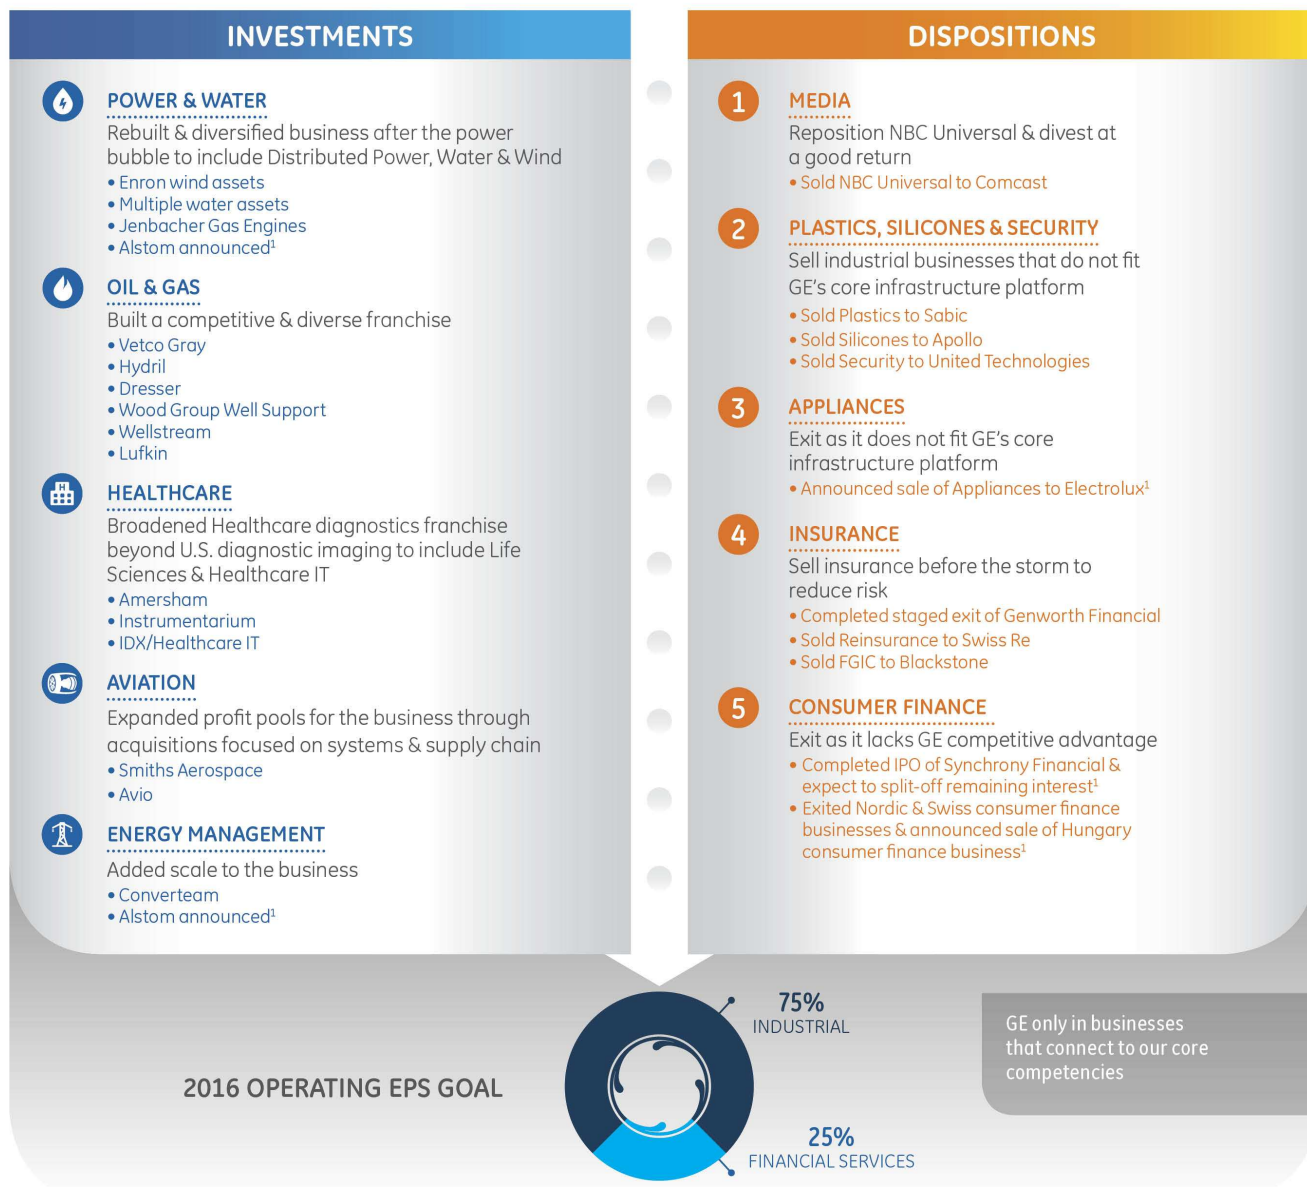 INVESTMENTS
POWER & WATER
Rebuilt & diversified business after the power
bubble to include Distributed Power, Water & Wind
• Enron wind assets
• Multiple water assets
• Jenbacher Gas Engines
• Alstom announced¹
OIL & GAS
Built a competitive & diverse franchise
• Vetco Gray
• Hydril
• Dresser
• Wood Group Well Support
• Wellstream
• Lufkin
H
HEALTHCARE
Broadened Healthcare diagnostics franchise
beyond U.S. diagnostic imaging to include Life
Sciences & Healthcare IT
• Amersham
• Instrumentarium
• IDX/Healthcare IT
AVIATION
Expanded profit pools for the business through
acquisitions focused on systems & supply chain
• Smiths Aerospace
• Avio
ENERGY MANAGEMENT
Added scale to the business
• Converteam
• Alstom announced¹
DISPOSITIONS
1 MEDIA
Reposition NBC Universal & divest at
a good return
• Sold NBC Universal to Comcast
2 PLASTICS, SILICONES & SECURITY
Sell industrial businesses that do not fit
GE's core infrastructure platform
• Sold Plastics to Sabic
• Sold Silicones to Apollo
• Sold Security to United Technologies
3 APPLIANCES
Exit as it does not fit GE's core
infrastructure platform
• Announced sale of Appliances to Electrolux¹
4 INSURANCE
Sell insurance before the storm to
reduce risk
• Completed staged exit of Genworth Financial
• Sold Reinsurance to Swiss Re
• Sold FGIC to Blackstone
5 CONSUMER FINANCE
Exit as it lacks GE competitive advantage
• Completed IPO of Synchrony Financial &
expect to split-off remaining interest¹
• Exited Nordic & Swiss consumer finance
businesses & announced sale of Hungary
consumer finance business¹
2016 OPERATING EPS GOAL
75%
INDUSTRIAL
25%
FINANCIAL SERVICES
GE only in businesses
that connect to our core
competencies